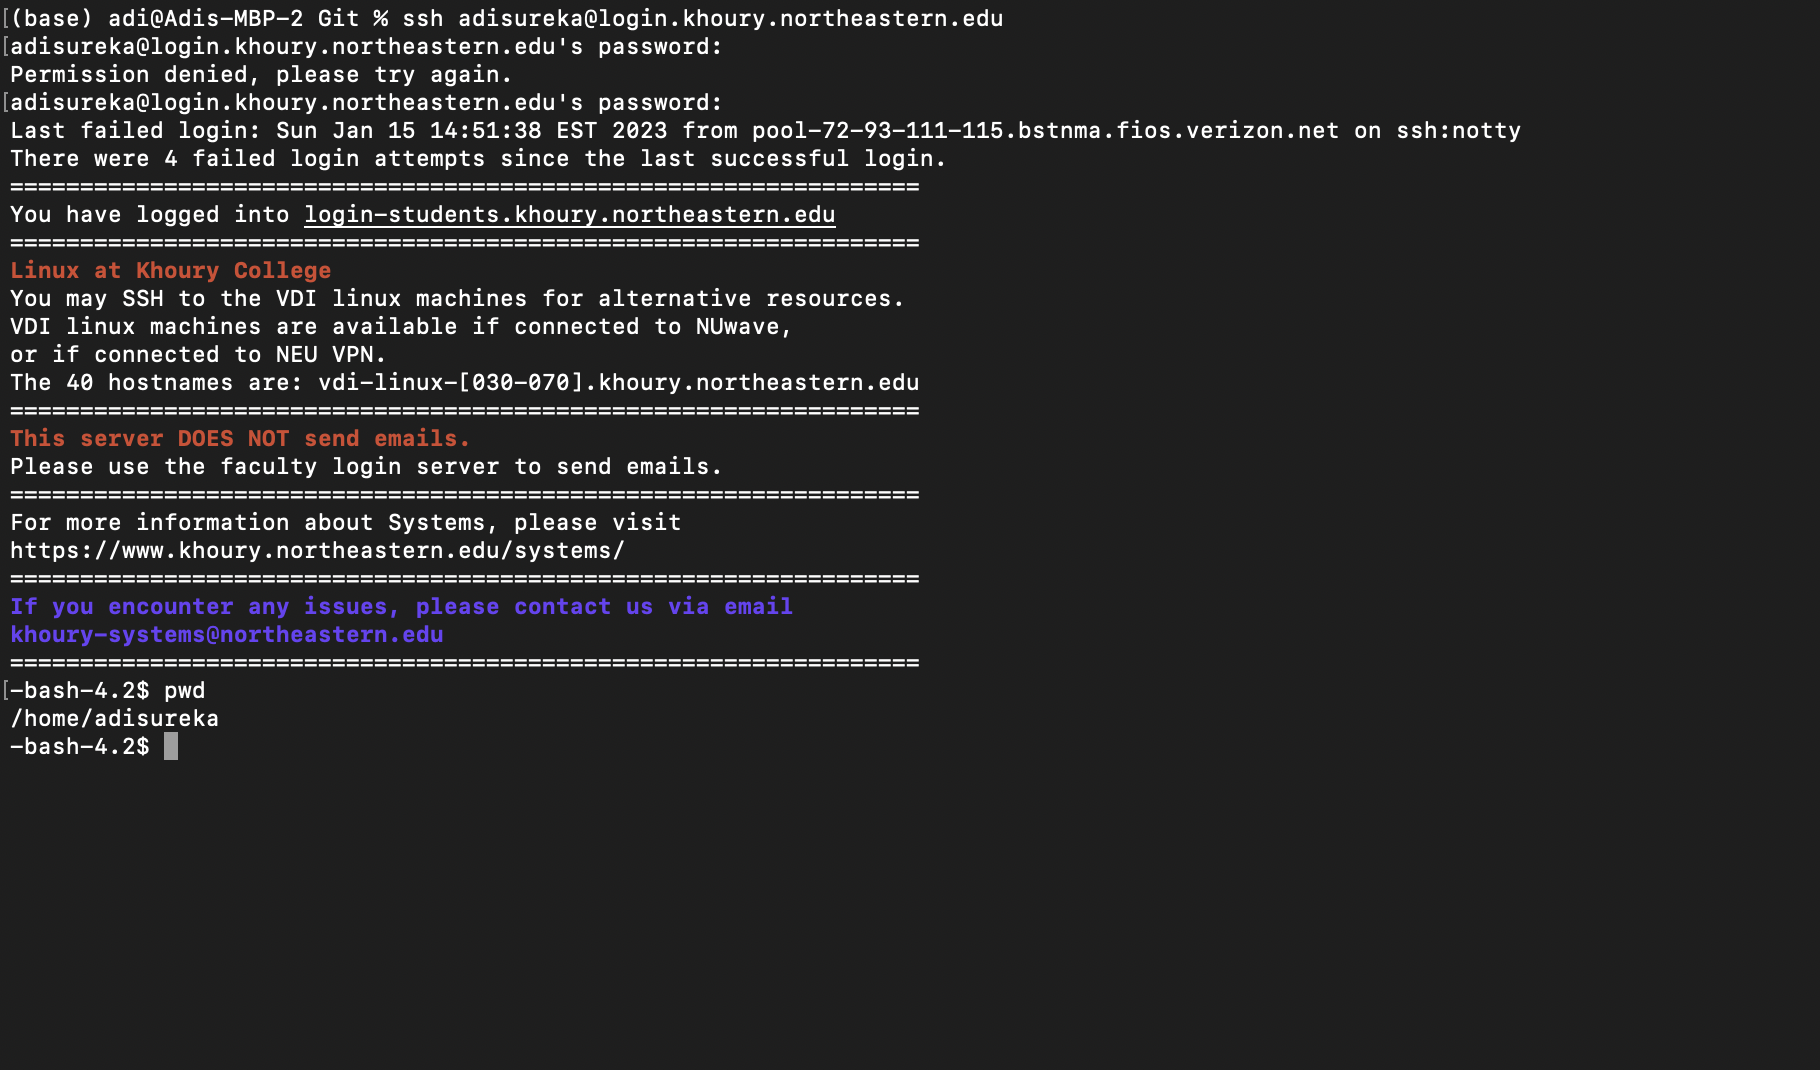 [(base) adi@Adis-MBP-2 Git % ssh adisureka@login.khoury.northeastern.edu
[adisureka@login.khoury.northeastern.edu's password:
Permission denied, please try again.
[adisureka@login.khoury.northeastern.edu's password:
Last failed login: Sun Jan 15 14:51:38 EST 2023 from pool-72-93-111-115.bstnma.fios.verizon.net on ssh:notty
There were 4 failed login attempts since the last successful login.
=================================================================
You have logged into login-students.khoury.northeastern.edu
=================================================================
Linux at Khoury College
You may SSH to the VDI linux machines for alternative resources.
VDI linux machines are available if connected to NUwave,
or if connected to NEU VPN.
The 40 hostnames are: vdi-linux-[030-070].khoury.northeastern.edu
=================================================================
This server DOES NOT send emails.
Please use the faculty login server to send emails.
=================================================================
For more information about Systems, please visit
https://www.khoury.northeastern.edu/systems/
=================================================================
If you encounter any issues, please contact us via email
khoury-systems@northeastern.edu
=================================================================
[-bash-4.2$ pwd
/home/adisureka
-bash-4.2$